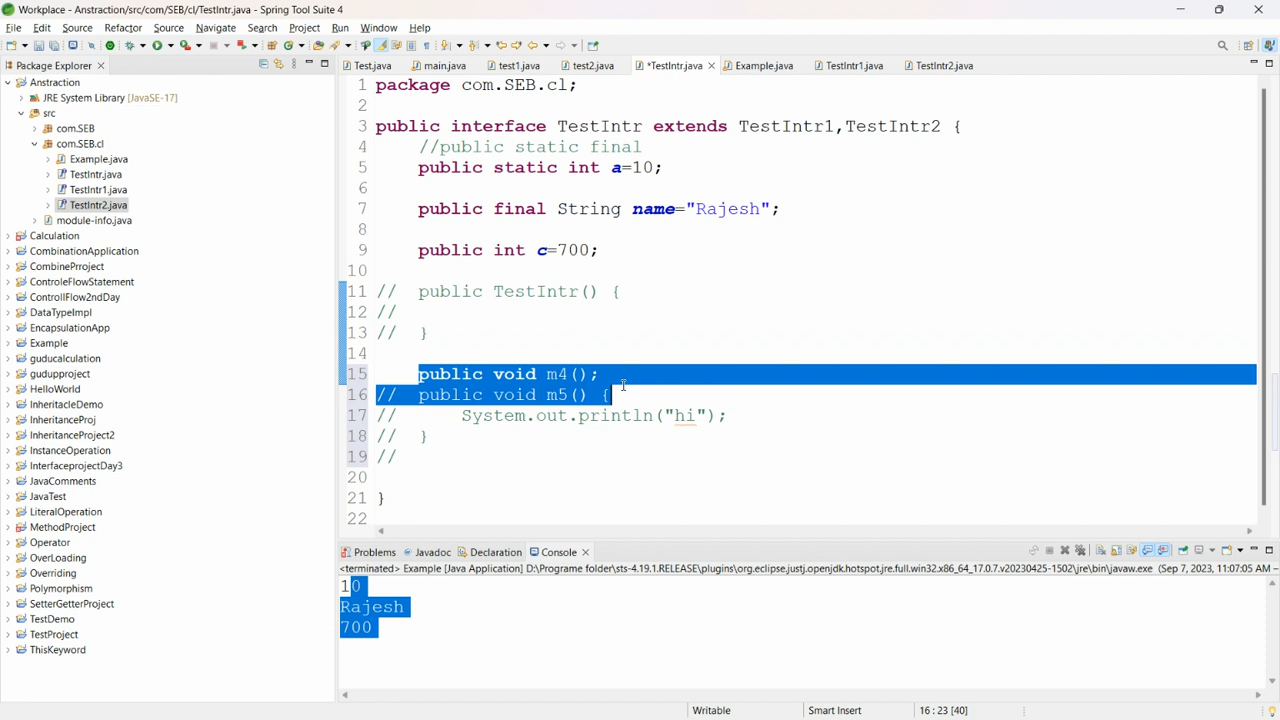 Workplace - Anstraction/src/com/SEB/cl/TestIntr.java - Spring Tool Suite 4
File Edit Source Refactor Source Navigate Search Project Run Window Help
Package Explorer
Test.java main.java test1.java test2.java *TestIntr.java Example.java TestIntr1.java TestIntr2.java
Anstraction
JRE System Library [JavaSE-17]
src
com.SEB
com.SEB.cl
Example.java
TestIntr.java
TestIntr1.java
TestIntr2.java
module-info.java
Calculation
CombinationApplication
CombinePrroject
ControleFlowStatement
ControllFlow2ndDay
DataTypeImpl
EncapsulationApp
Example
guducalculation
gudupproject
HelloWorld
InheritacleDemo
InheritanceProj
InheritanceProject2
InstanceOperation
InterfaceprojectDay3
JavaComments
JavaTest
LiteralOperation
MethodProject
Operator
OverLoading
Overriding
Polymorphism
SetterGetterProject
TestDemo
TestProject
ThisKeyword
1 package com.SEB.cl;
2
3 public interface TestIntr extends TestIntr1,TestIntr2 {
4 //public static final
5 public static int a=10;
6
7 public final String name="Rajesh";
8
9 public int c=700;
10
11 // public TestIntr() {
12 //
13 // }
14
15 public void m4();
16 // public void m5() {
17 // System.out.println("hi");
18 // }
19 //
20
21 }
22
Problems Javadoc Declaration Console
<terminated> Example [Java Application] D:\Programe folder\sts-4.19.1.RELEASE\plugins\org.eclipse.justj.openjdk.hotspot.jre.full.win32.x86_64_17.0.7.v20230425-1502\jre\bin\javaw.exe (Sep 7, 2023, 11:07:05 AM –
10
Rajesh
700
Writable Smart Insert 16 : 23 [40]